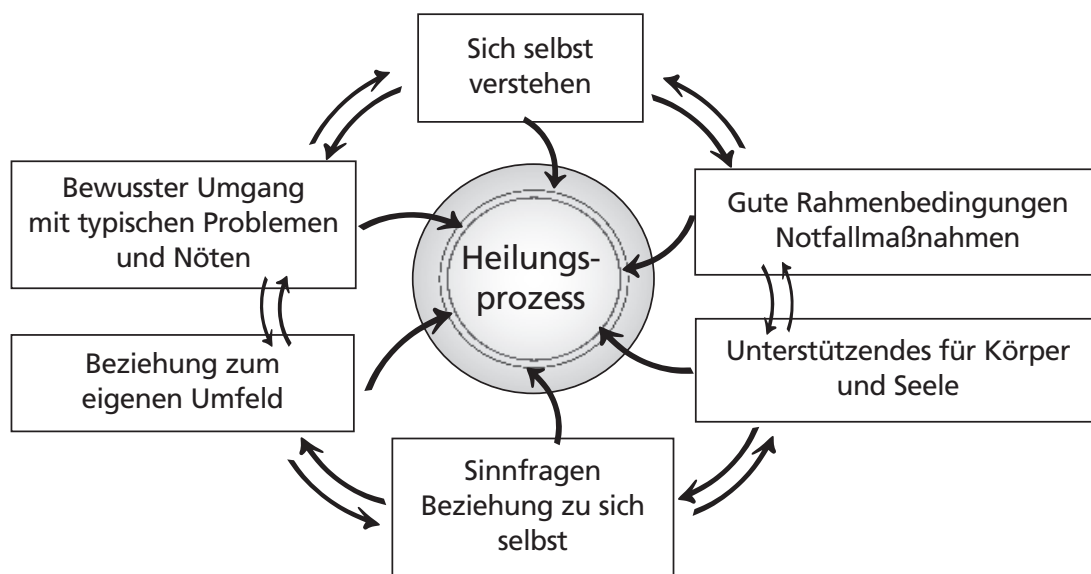 Sich selbst
verstehen
Bewusster Umgang
mit typischen Problemen
und Nöten
Gute Rahmenbedingungen
Notfallmaßnahmen
Heilungs-
prozess
Beziehung zum
eigenen Umfeld
Unterstützendes für Körper
und Seele
Sinnfragen
Beziehung zu sich
selbst